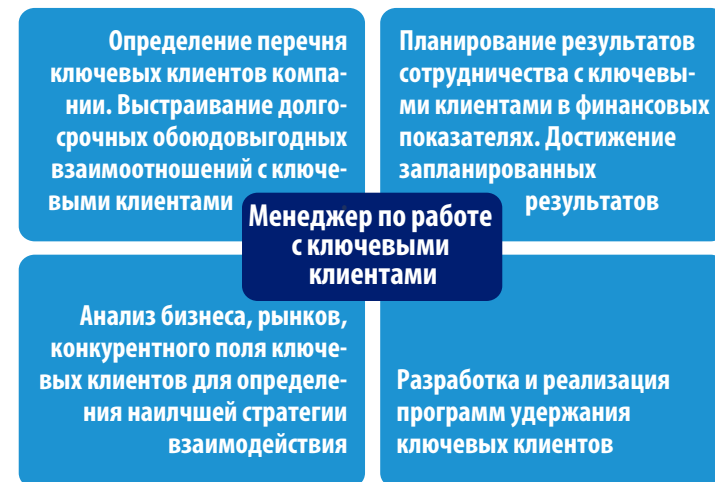 Определение перечня
ключевых клиентов компа-
нии. Выстраивание долго-
срочных обоюдовыгодных
взаимоотношений с ключе-
выми клиентами
Планирование результатов
сотрудничества с ключевы-
ми клиентами в финансовых
показателях. Достижение
запланированных
результатов
Менеджер по работе
с ключевыми
клиентами
Анализ бизнеса, рынков,
конкурентного поля ключе-
вых клиентов для определе-
ния наилчшей стратегии
взаимодействия
Разработка и реализация
программ удержания
ключевых клиентов